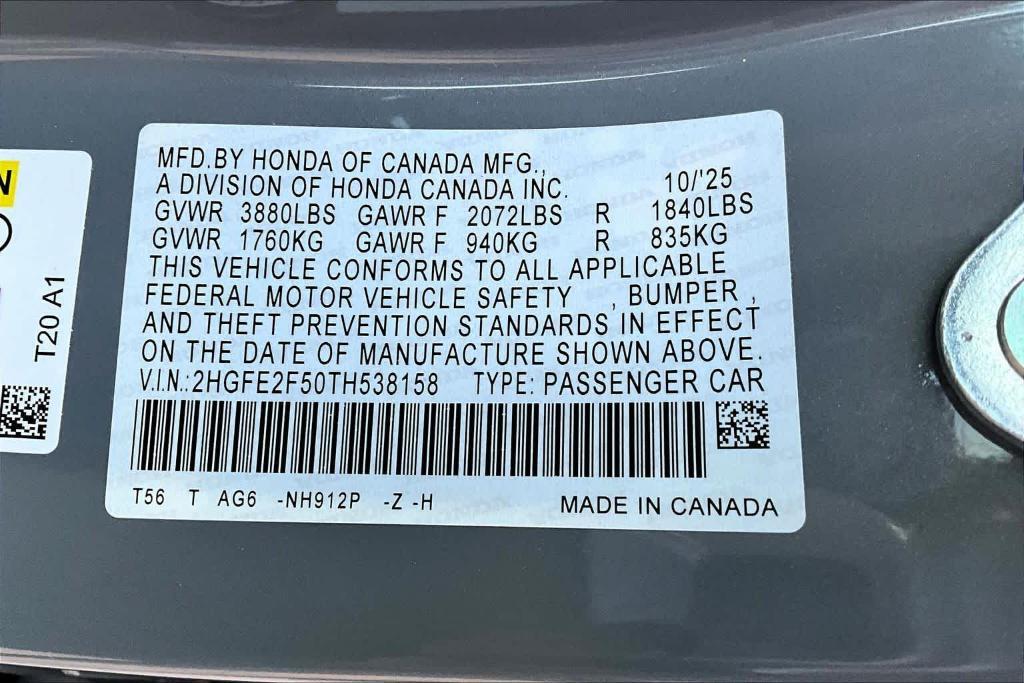 MFD.BY HONDA OF CANADA MFG.,
A DIVISION OF HONDA CANADA INC. 10/'25
GVWR 3880LBS GAWR F 2072LBS R 1840LBS
GVWR 1760KG GAWR F 940KG R 835KG
THIS VEHICLE CONFORMS TO ALL APPLICABLE
FEDERAL MOTOR VEHICLE SAFETY , BUMPER ,
AND THEFT PREVENTION STANDARDS IN EFFECT
ON THE DATE OF MANUFACTURE SHOWN ABOVE.
V.I.N.:2HGFE2F50TH538158 TYPE: PASSENGER CAR
T56 T AG6 -NH912P -Z -H MADE IN CANADA
N
T20 A1